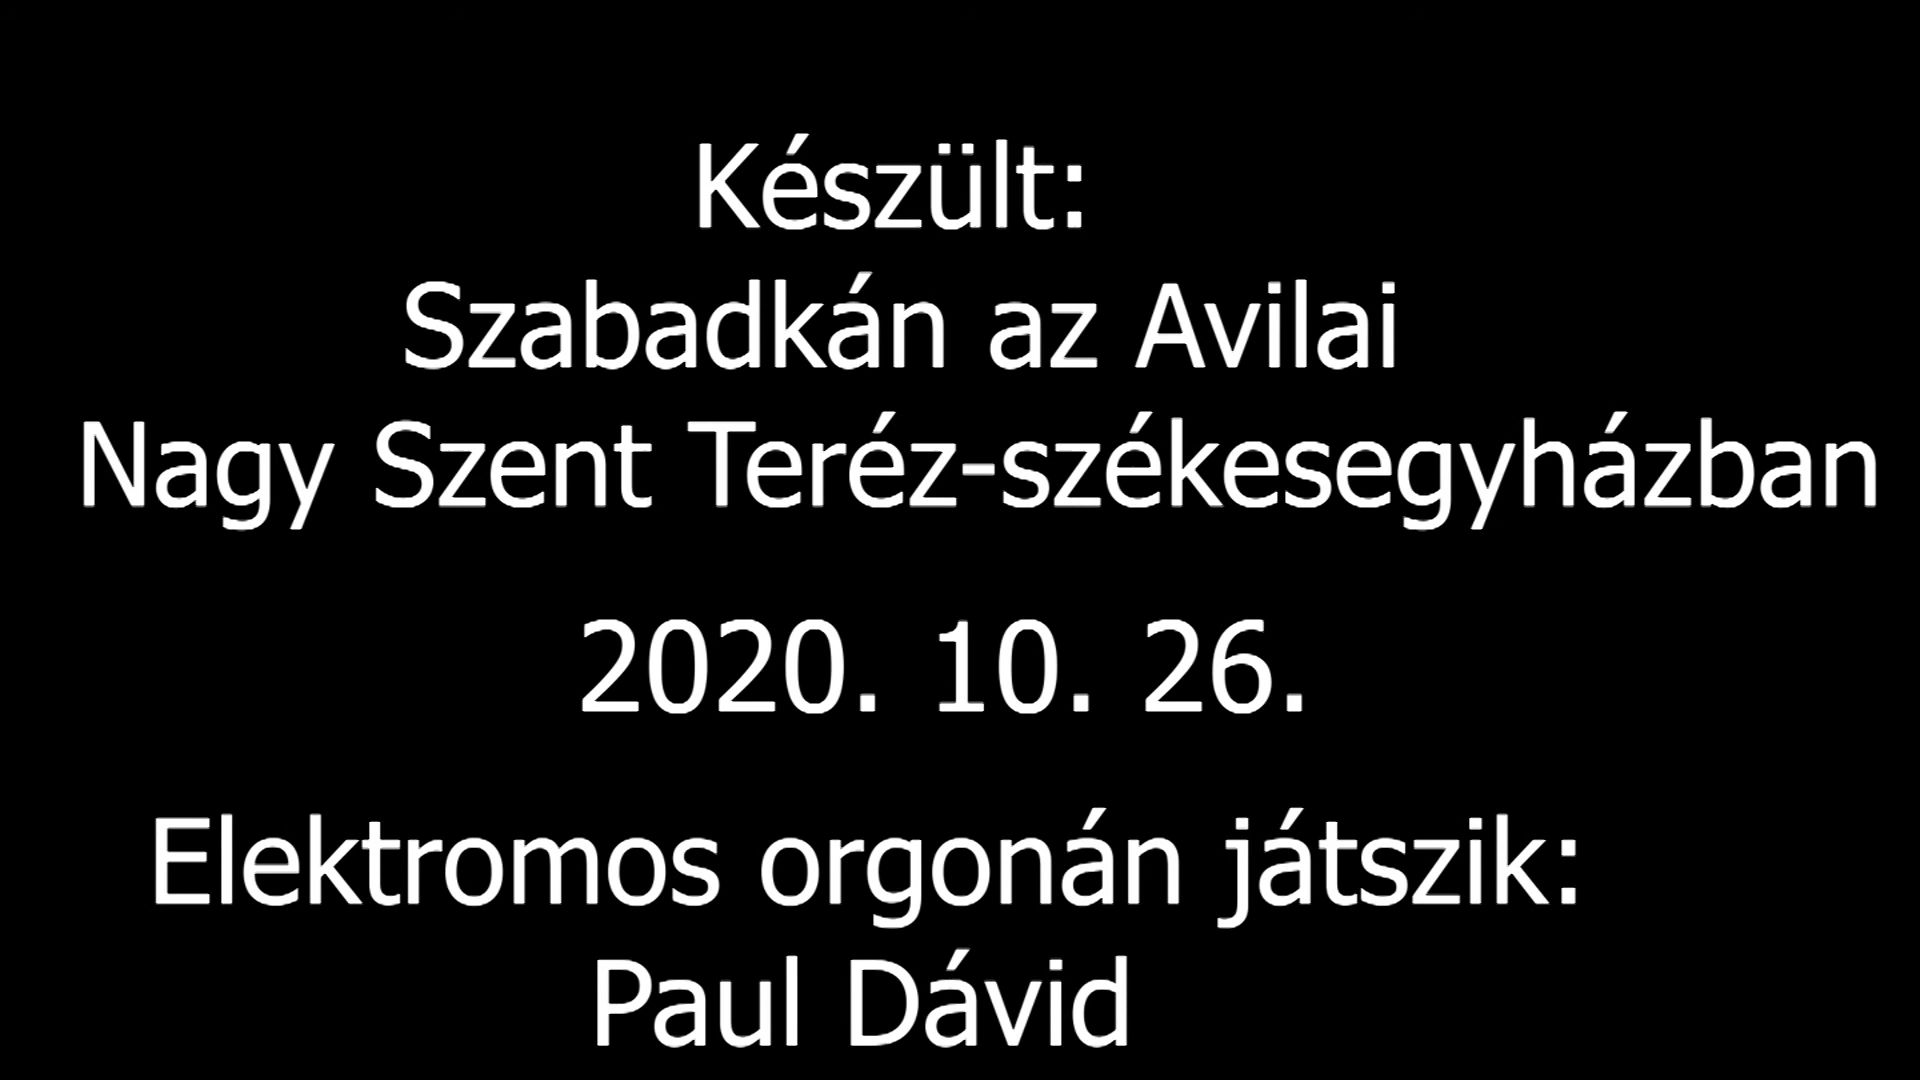 Készült:
Szabadkán az Avilai
Nagy Szent Teréz-székesegyházban
2020. 10. 26.
Elektromos orgonán játszik:
Paul Dávid